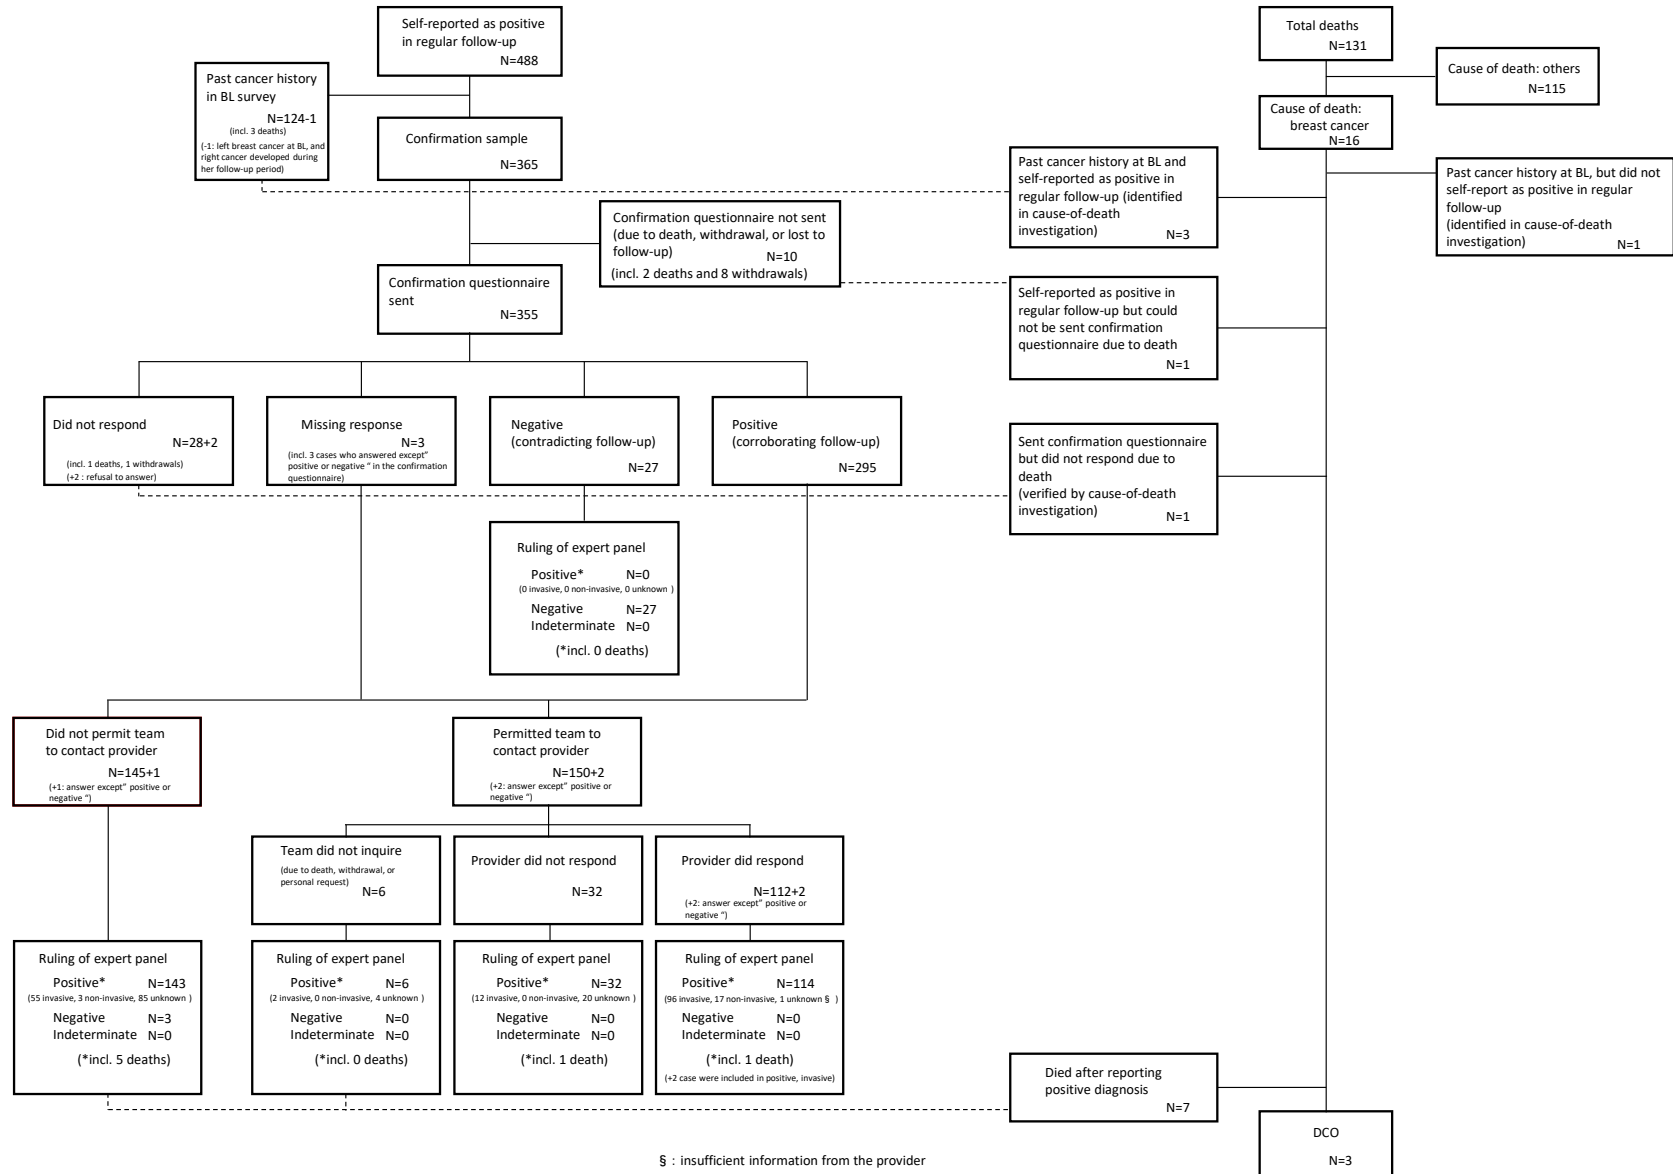 Self-reported as positive
in regular follow-up
N=488
Past cancer history
in BL survey
N=124-1
(incl. 3 deaths)
(-1: left breast cancer at BL, and
right cancer developed during
her follow-up period)
Confirmation sample
N=365
Confirmation questionnaire not sent
(due to death, withdrawal, or lost to
follow-up)
N=10
(incl. 2 deaths and 8 withdrawals)
Confirmation questionnaire
sent
N=355
Did not respond
N=28+2
(incl. 1 deaths, 1 withdrawals)
(+2 : refusal to answer)
Missing response
N=3
(incl. 3 cases who answered except"
positive or negative " in the confirmation
questionnaire)
Negative
(contradicting follow-up)
N=27
Positive
(corroborating follow-up)
N=295
Ruling of expert panel
Positive* N=0
(0 invasive, 0 non-invasive, 0 unknown )
Negative N=27
Indeterminate N=0
(*incl. 0 deaths)
Did not permit team
to contact provider
N=145+1
(+1: answer except" positive or
negative ")
Permitted team to
contact provider
N=150+2
(+2: answer except" positive or
negative ")
Team did not inquire
(due to death, withdrawal, or
personal request)
N=6
Provider did not respond
N=32
Provider did respond
N=112+2
(+2: answer except" positive or
negative ")
Ruling of expert panel
Positive* N=143
(55 invasive, 3 non-invasive, 85 unknown )
Negative N=3
Indeterminate N=0
(*incl. 5 deaths)
Ruling of expert panel
Positive* N=6
(2 invasive, 0 non-invasive, 4 unknown )
Negative N=0
Indeterminate N=0
(*incl. 0 deaths)
Ruling of expert panel
Positive* N=32
(12 invasive, 0 non-invasive, 20 unknown )
Negative N=0
Indeterminate N=0
(*incl. 1 death)
Ruling of expert panel
Positive* N=114
(96 invasive, 17 non-invasive, 1 unknown § )
Negative N=0
Indeterminate N=0
(*incl. 1 death)
(+2 case were included in positive, invasive)
Total deaths
N=131
Cause of death: others
N=115
Cause of death:
breast cancer
N=16
Past cancer history at BL and
self-reported as positive in
regular follow-up (identified
in cause-of-death
investigation)
N=3
Past cancer history at BL, but did not
self-report as positive in regular
follow-up
(identified in cause-of-death
investigation)
N=1
Self-reported as positive in
regular follow-up but could
not be sent confirmation
questionnaire due to death
N=1
Sent confirmation questionnaire
but did not respond due to
death
(verified by cause-of-death
investigation)
N=1
Died after reporting
positive diagnosis
N=7
DCO
N=3
§ : insufficient information from the provider